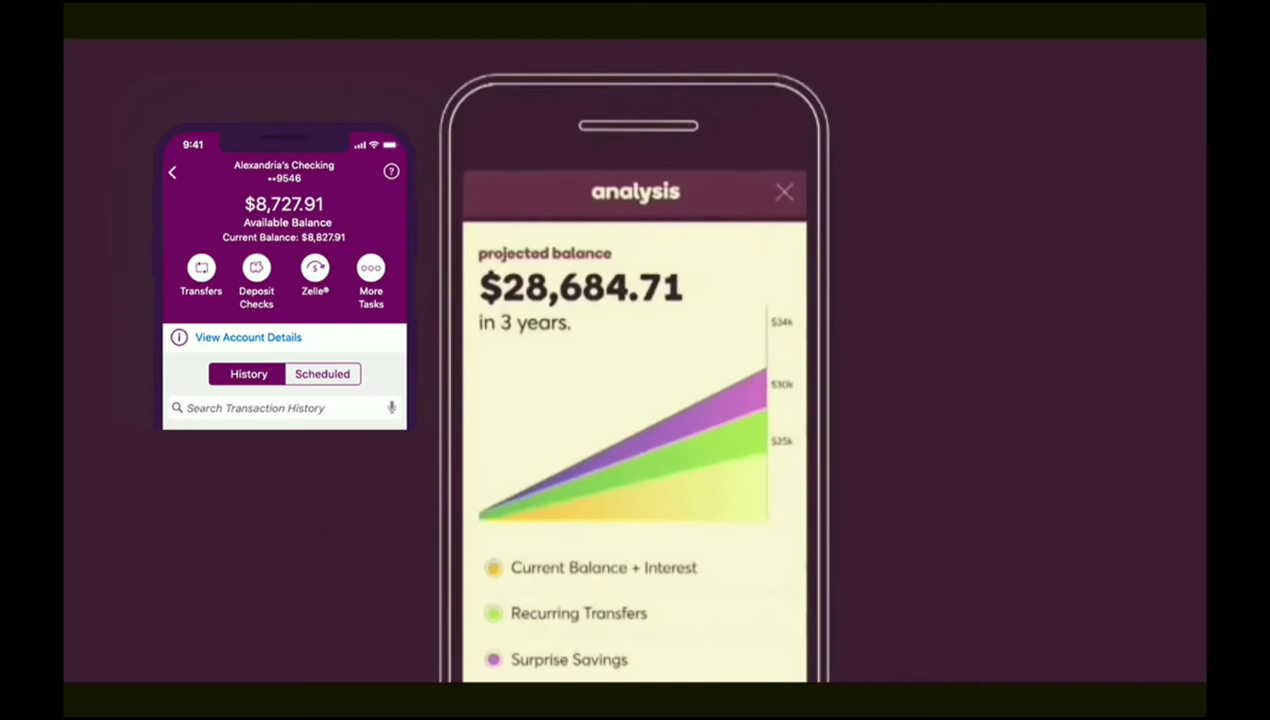 9:41
Alexandria's Checking
••9546
$8,727.91
Available Balance
Current Balance: $8,827.91
Transfers
Deposit
Checks
Zelle®
More
Tasks
View Account Details
History
Scheduled
Search Transaction History
analysis
projected balance
$28,684.71
in 3 years.
$34k
$30k
$25k
Current Balance + Interest
Recurring Transfers
Surprise Savings